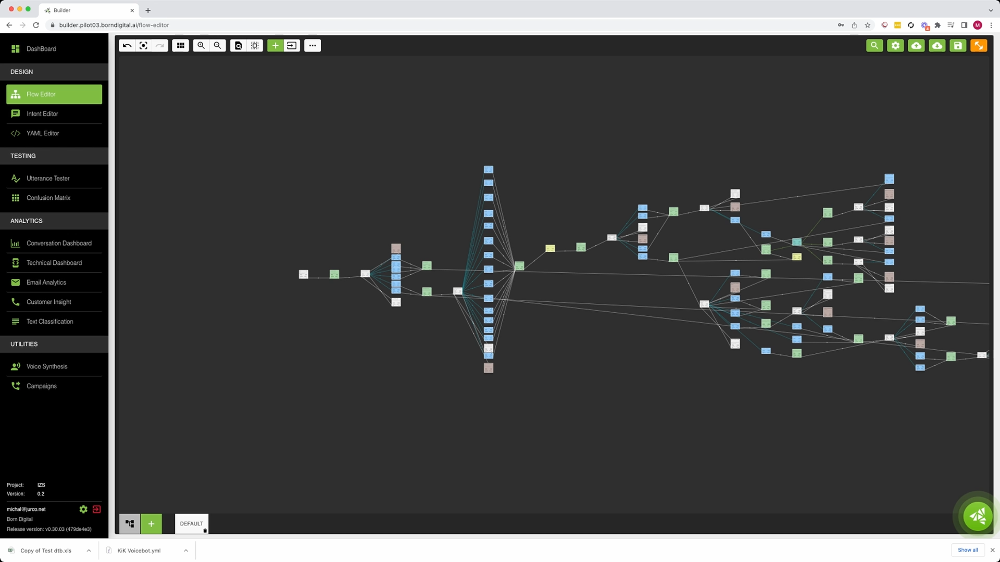 Builder
builder.pilot03.borndigital.ai/flow-editor
M
4
DashBoard
DESIGN
Flow Editor
Intent Editor
YAML Editor
TESTING
Utterance Tester
Confusion Matrix
ANALYTICS
Conversation Dashboard
Technical Dashboard
Email Analytics
Customer Insight
Text Classification
UTILITIES
Voice Synthesis
Campaigns
Project: IZS
Version: 0.2
michal@jurco.net
Born Digital
Release version: v0.30.03 (479de4e3)
DEFAULT
Copy of Test dtb.xls
KiK Voicebot.yml
Show all